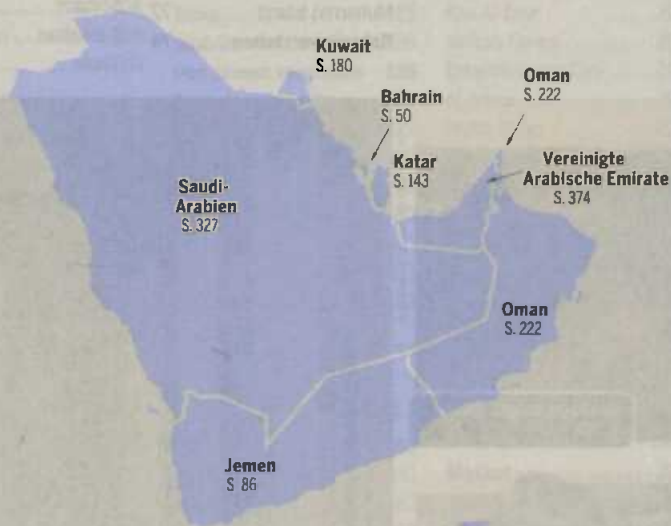 Kuwait
S. 180
Bahrain
S. 50
Oman
S. 222
Katar
S. 143
Vereinigte
Arabische Emirate
S. 374
Saudi-
Arabien
S. 327
Oman
S. 222
Jemen
S 86